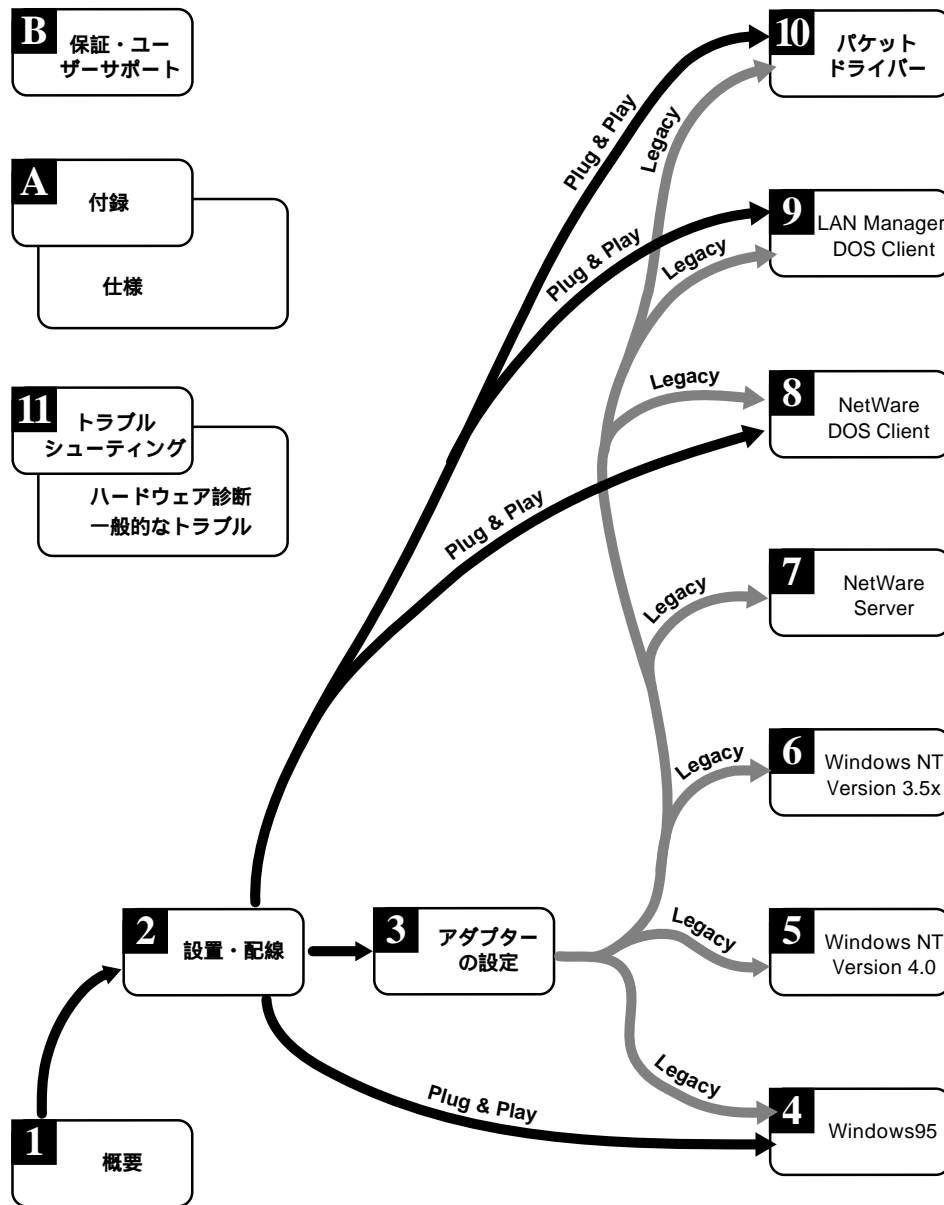 B
保証・ユー
ザーサポート
A
付録
仕様
11
トラブル
シューティング
ハードウェア診断
一般的なトラブル
10
パケット
ドライバー
Plug & Play
Legacy
9
LAN Manager
DOS Client
Plug & Play
Legacy
8
NetWare
DOS Client
Legacy
Plug & Play
7
NetWare
Server
Legacy
6
Windows NT
Version 3.5x
Legacy
2
設置・配線
3
アダプター
の設定
5
Windows NT
Version 4.0
Legacy
4
Windows95
Legacy
Plug & Play
1
概要